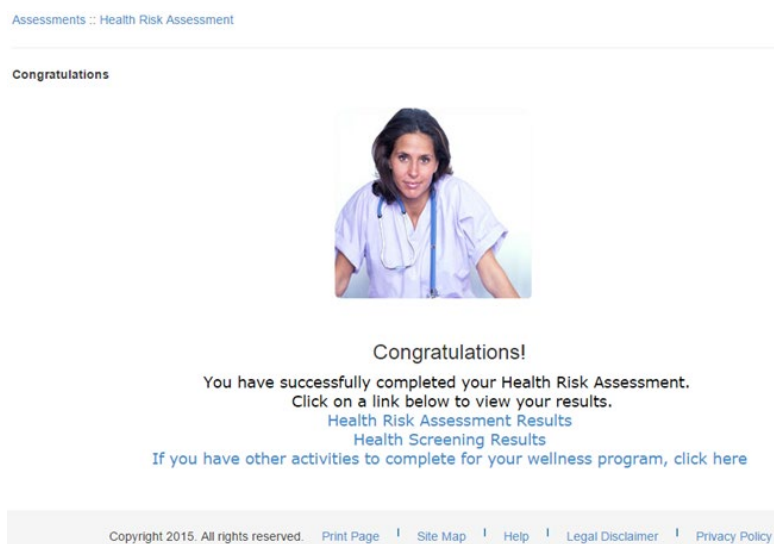 Assessments :: Health Risk Assessment
Congratulations
Congratulations!
You have successfully completed your Health Risk Assessment.
Click on a link below to view your results.
Health Risk Assessment Results
Health Screening Results
If you have other activities to complete for your wellness program, click here
Copyright 2015. All rights reserved. Print Page | Site Map | Help | Legal Disclaimer | Privacy Policy